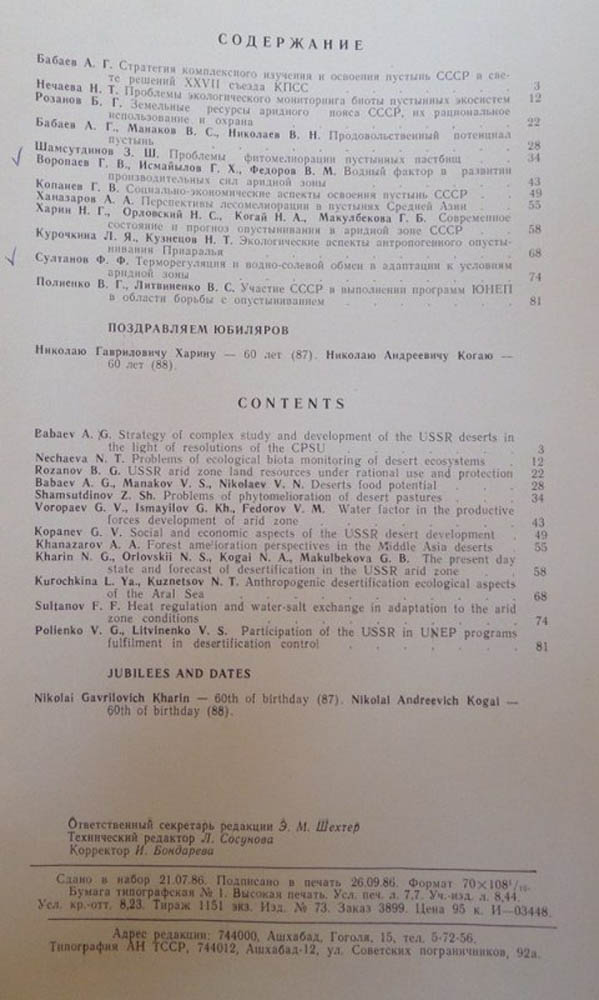 СОДЕРЖАНИЕ
Бабаев А. Г. Стратегия комплексного изучения и освоения пустынь СССР в све-
те решений XXVII съезда КПСС . . . . . . . 3
Нечаева Н. Т. Проблемы экологического мониторинга биоты пустынных экосистем 12
Розанов Б. Г. Земельные ресурсы аридного пояса СССР, их рациональное
использование и охрана . . . . . . . . 22
Бабаев А. Г., Манаков В. С., Николаев В. Н. Продовольственный потенциал
пустынь . . . . . . . . . . 28
Шамсутдинов З. Ш. Проблемы фитомелиорации пустынных пастбищ . . 34
Воропаев Г. В., Исмайылов Г. Х., Федоров В. М. Водный фактор в развитии
производительных сил аридной зоны . . . . . . 43
Копанев Г. В. Социально-экономические аспекты освоения пустынь СССР . . 49
Ханазаров А. А. Перспективы лесомелиорации в пустынях Средней Азии . . 55
Харин Н. Г., Орловский Н. С., Когай Н. А., Макулбекова Г. Б. Современное
состояние и прогноз опустынивания в аридной зоне СССР . . . 58
Курочкина Л. Я., Кузнецов Н. Т. Экологические аспекты антропогенного опусты-
нивания Приаралья . . . . . . . . 68
Султанов Ф. Ф. Терморегуляция и водно-солевой обмен в адаптации к условиям
аридной зоны . . . . . . . . . 74
Полиенко В. Г., Литвиненко В. С. Участие СССР в выполнении программ ЮНЕП
в области борьбы с опустыниванием . . . . . . 81
ПОЗДРАВЛЯЕМ ЮБИЛЯРОВ
Николаю Гавриловичу Харину — 60 лет (87). Николаю Андреевичу Когаю —
60 лет (88).
CONTENTS
Babaev A. G. Strategy of complex study and development of the USSR deserts in
the light of resolutions of the CPSU . . . . . . 3
Nechaeva N. T. Problems of ecological biota monitoring of desert ecosystems . 12
Rozanov B. G. USSR arid zone land resources under rational use and protection 22
Babaev A. G., Manakov V. S., Nikolaev V. N. Deserts food potential . . 28
Shamsutdinov Z. Sh. Problems of phytomelioration of desert pastures . . 34
Voropaev G. V., Ismayilov G. Kh., Fedorov V. M. Water factor in the productive
forces development of arid zone . . . . . . . 43
Kopanev G. V. Social and economic aspects of the USSR desert development . 49
Khanazarov A. A. Forest amelioration perspectives in the Middle Asia deserts . 55
Kharin N. G., Orlovskii N. S., Kogai N. A., Makulbekova G. B. The present day
state and forecast of desertification in the USSR arid zone . . . 58
Kurochkina L. Ya., Kuznetsov N. T. Anthropogenic desertification ecological aspects
of the Aral Sea . . . . . . . . . 68
Sultanov F. F. Heat regulation and water-salt exchange in adaptation to the arid
zone conditions . . . . . . . . . 74
Polienko V. G., Litvinenko V. S. Participation of the USSR in UNEP programs
fulfilment in desertification control . . . . . . 81
JUBILEES AND DATES
Nikolai Gavrilovich Kharin — 60th of birthday (87). Nikolai Andreevich Kogai —
60th of birthday (88).
Ответственный секретарь редакции Э. М. Шехтер
Технический редактор Л. Сосунова
Корректор И. Бондарева
Сдано в набор 21.07.86. Подписано в печать 26.09.86. Формат 70×108¹/₁₆.
Бумага типографская № 1. Высокая печать. Усл. печ. л. 7,7. Уч.-изд. л. 8,44.
Усл. кр.-отт. 8,23. Тираж 1151 экз. Изд. № 73. Заказ 3899. Цена 95 к. И—03448.
Адрес редакции: 744000, Ашхабад, Гоголя, 15, тел. 5-72-56.
Типография АН ТССР, 744012, Ашхабад-12, ул. Советских пограничников, 92а.